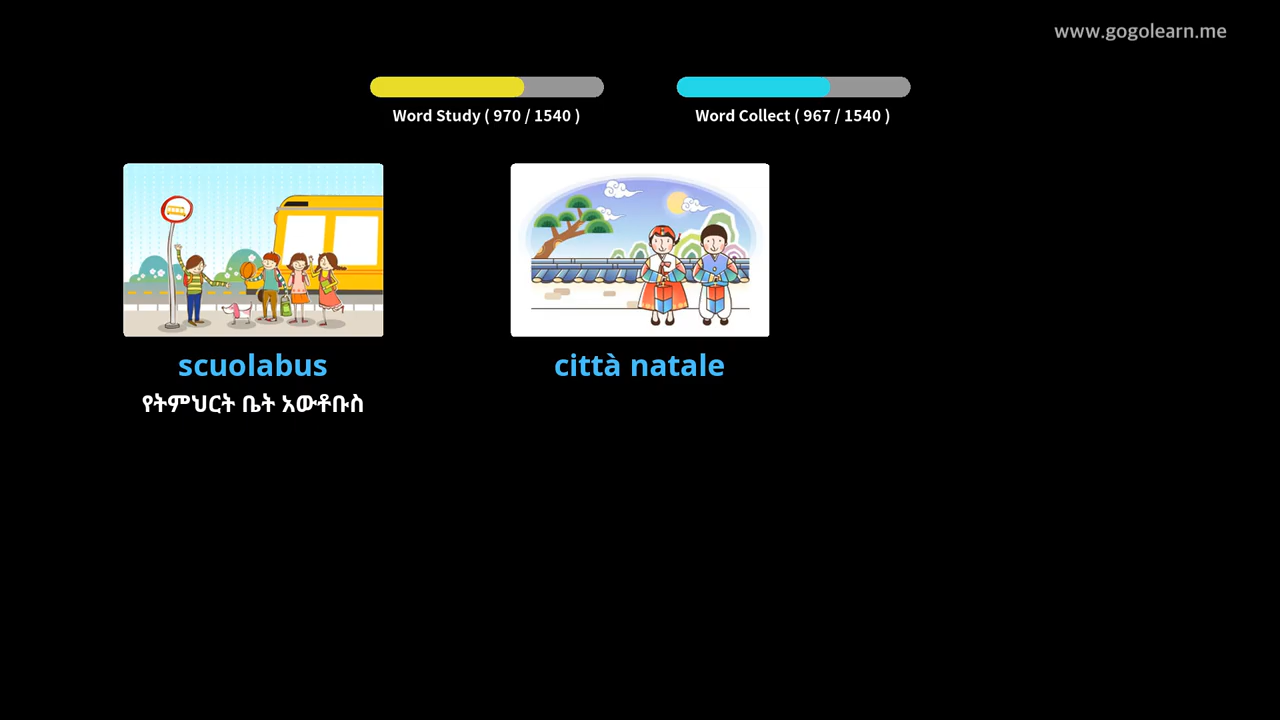 www.gogolearn.me
Word Study ( 970 / 1540 )
Word Collect ( 967 / 1540 )
scuolabus
città natale
የትምህርት ቤት አውቶቡስ